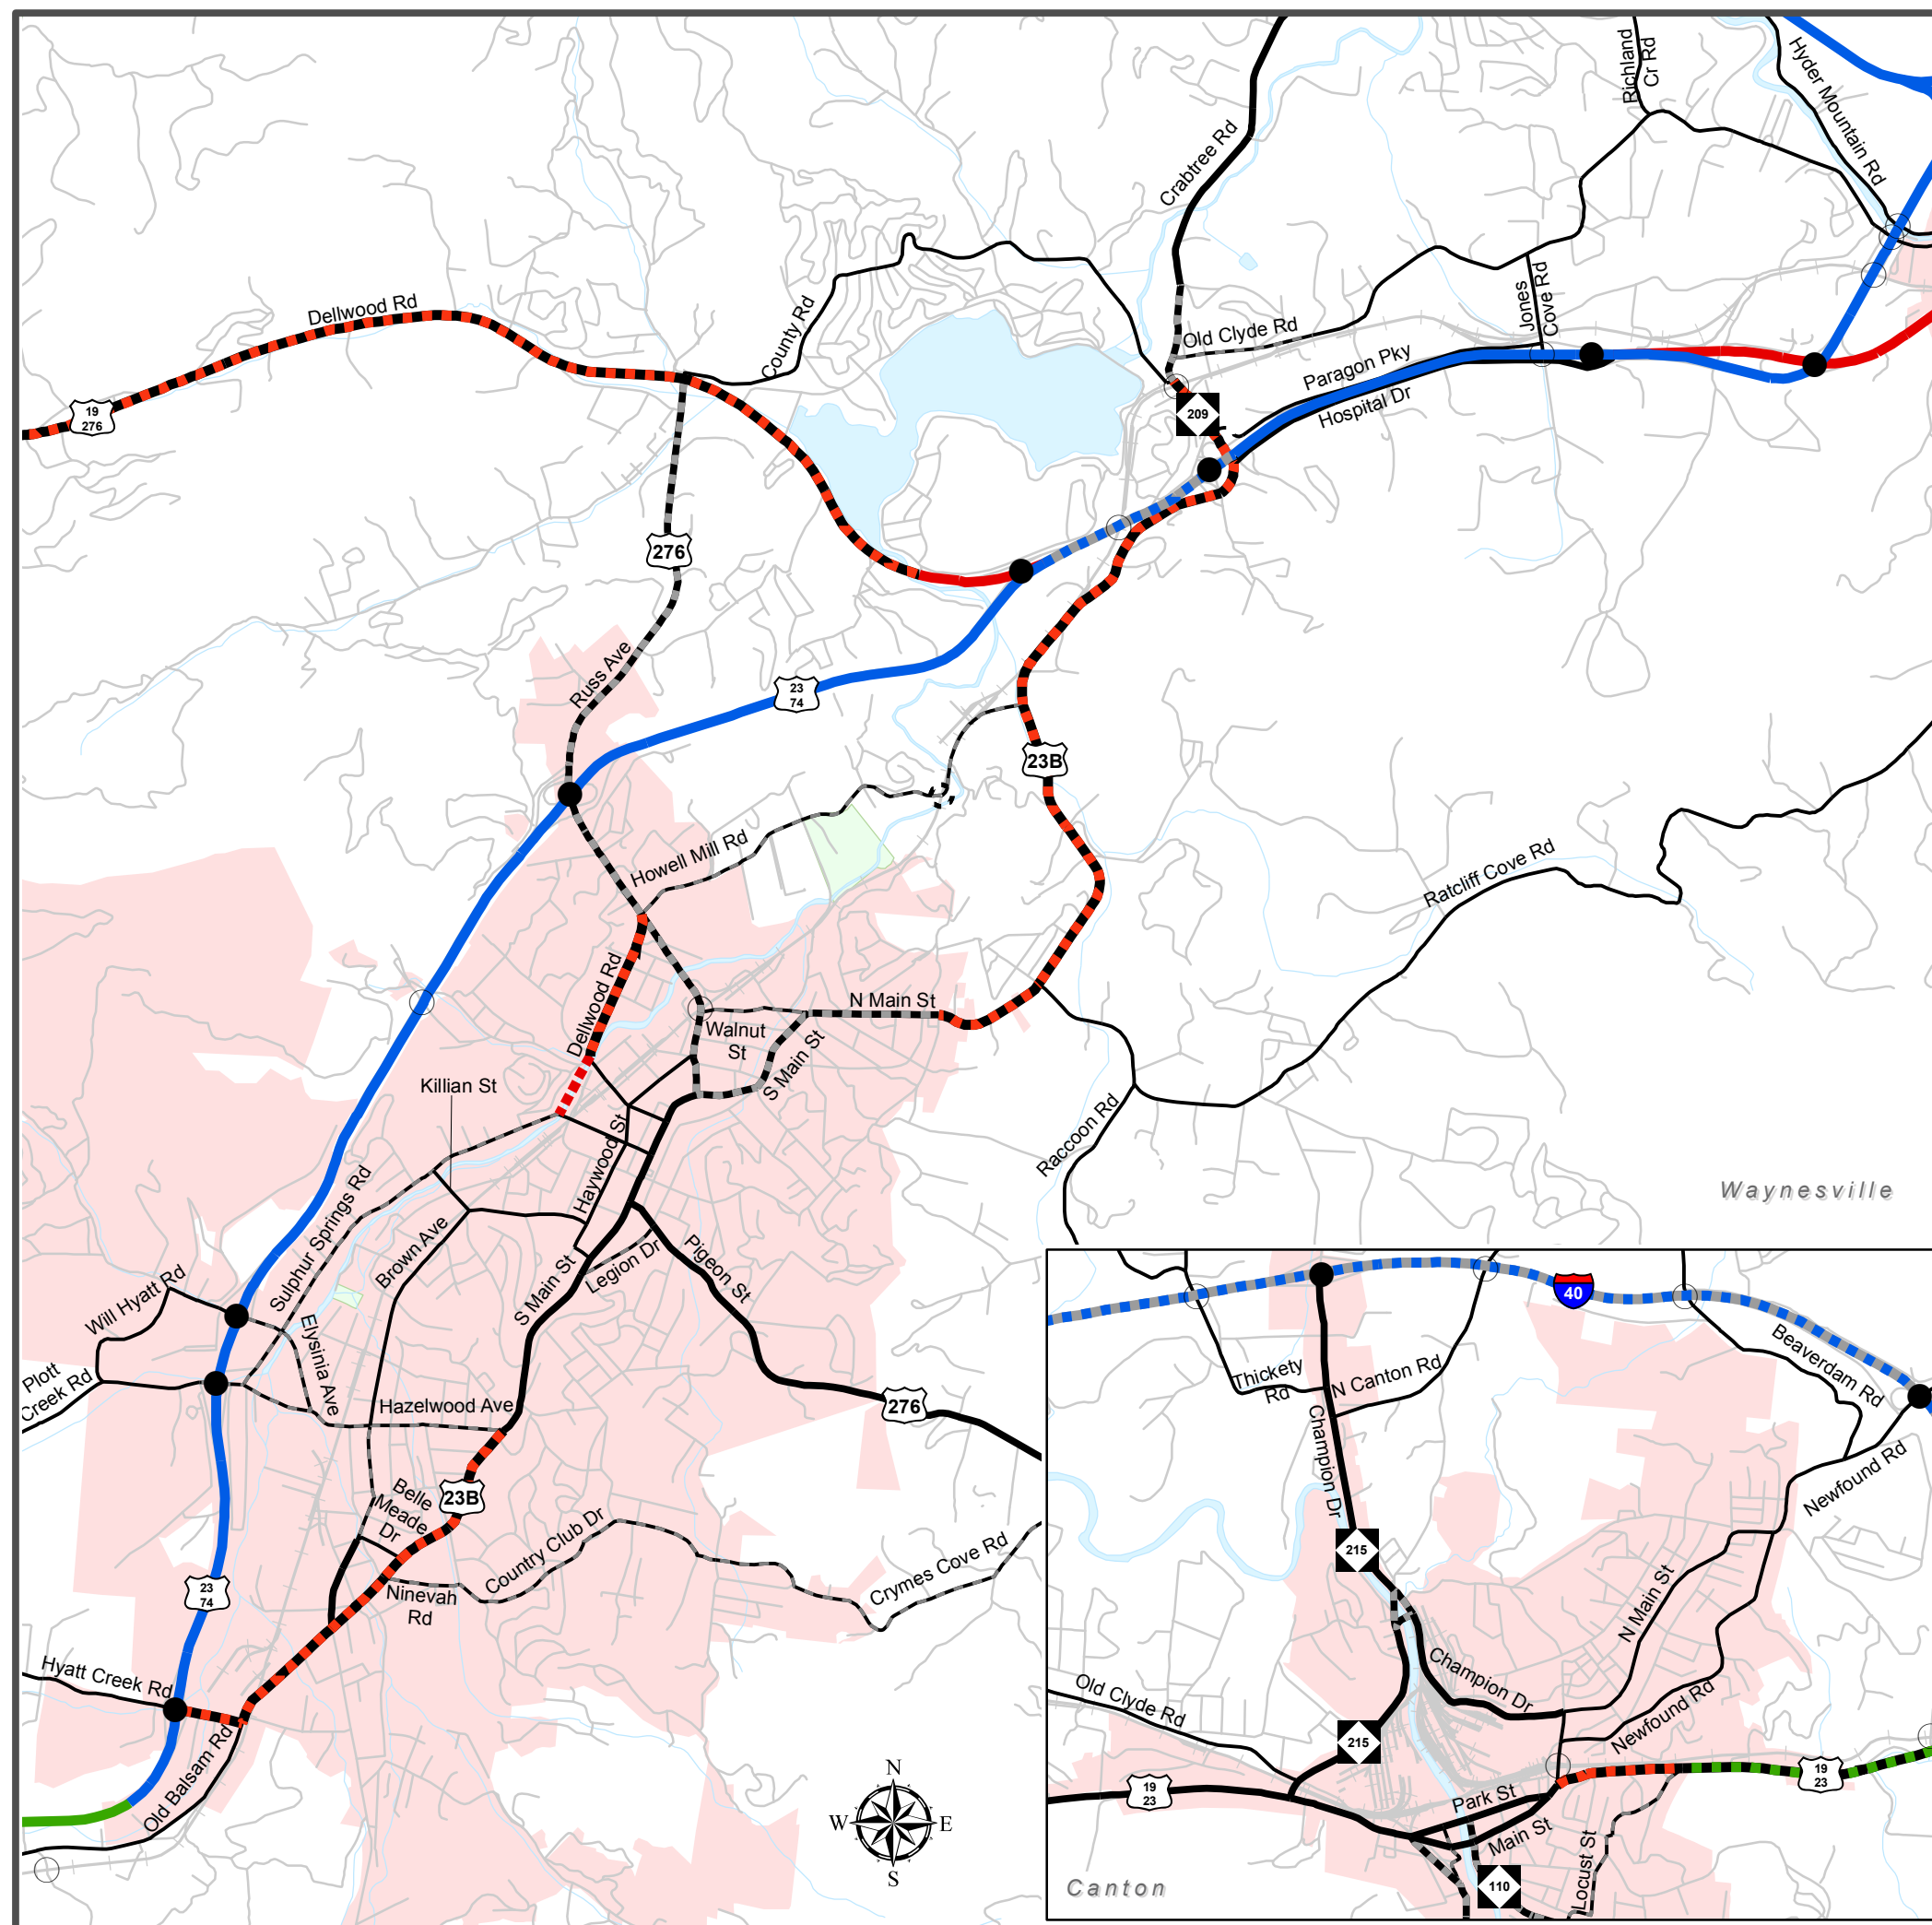 Richland
Cr Rd
Hyder Mountain Rd
Crabtree Rd
Dellwood Rd
County Rd
Old Clyde Rd
Jones
Cove Rd
Paragon Pky
Hospital Dr
19
276
209
276
Russ Ave
23
74
23B
Howell Mill Rd
Ratcliff Cove Rd
Dellwood Rd
N Main St
Walnut
St
S Main St
Killian St
Haywood St
Raccoon Rd
Waynesville
Sulphur Springs Rd
Brown Ave
Legion Dr
Pigeon St
S Main St
Will Hyatt Rd
Elysinia Ave
Plott
Creek Rd
Hazelwood Ave
276
23B
Belle
Meade
Dr
Country Club Dr
Crymes Cove Rd
Ninevah
Rd
23
74
Hyatt Creek Rd
Old Balsam Rd
N
W
E
S
40
Beaverdam Rd
Thickety
Rd
N Canton Rd
Champion Dr
Newfound Rd
215
N Main St
Champion Dr
Old Clyde Rd
Newfound Rd
215
19
23
19
23
Park St
Main St
Locust St
110
Canton